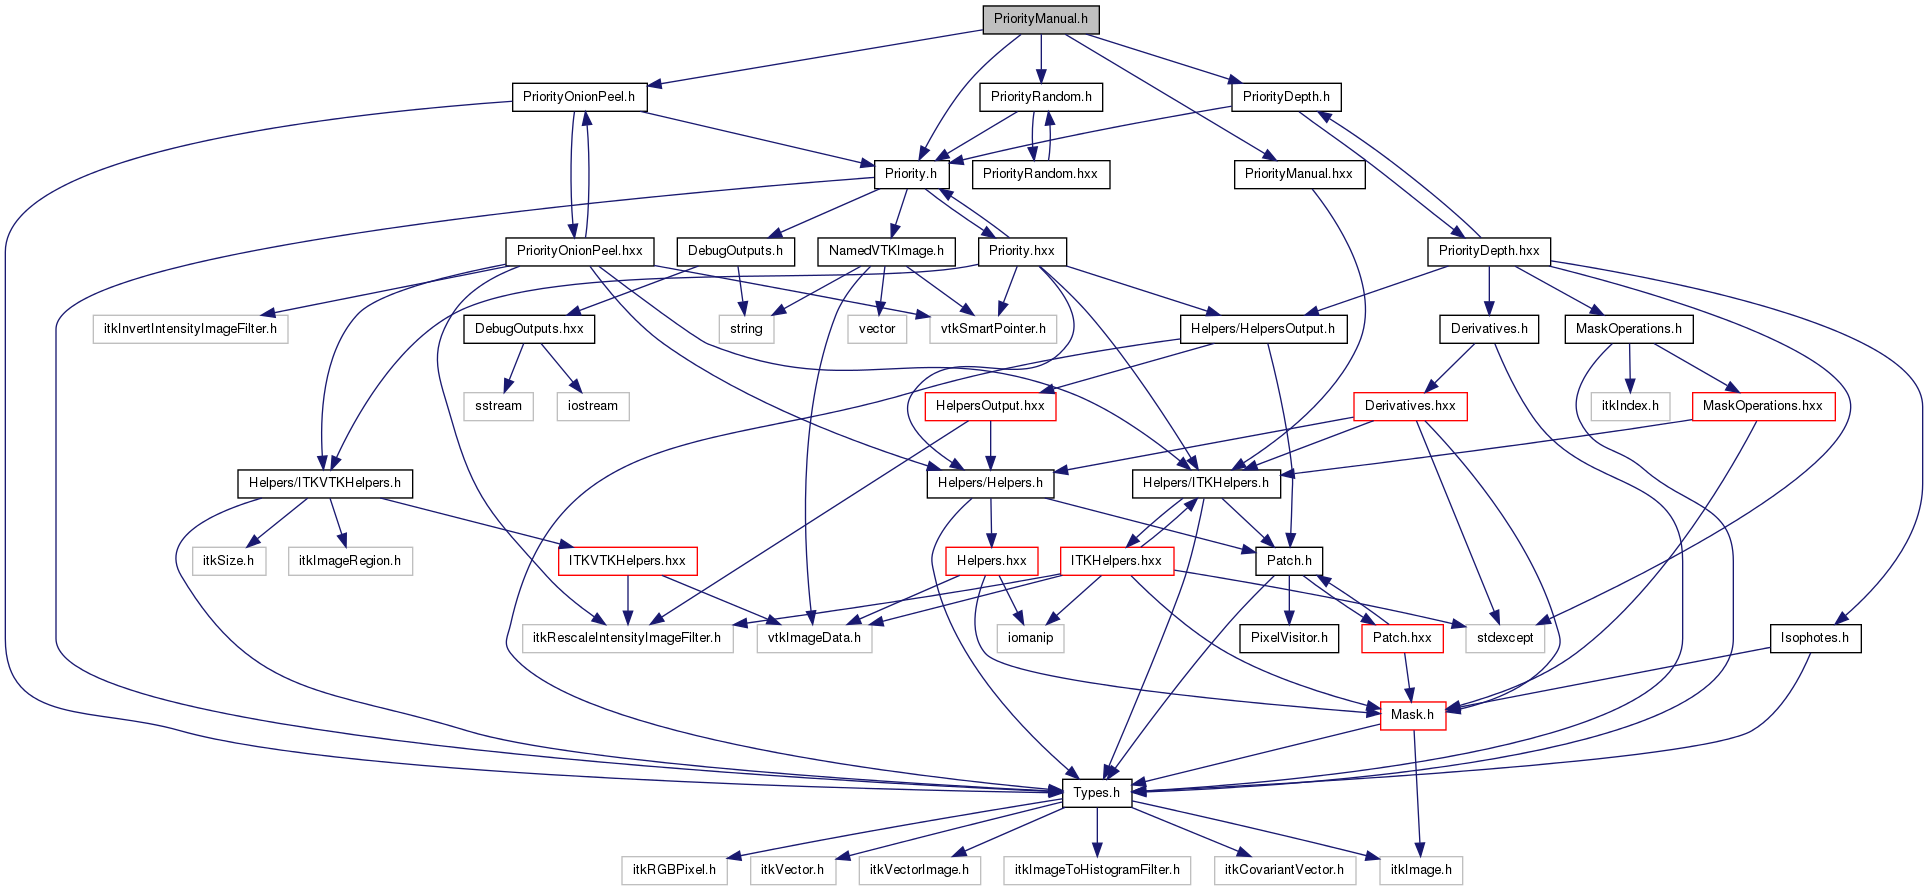 PriorityManual.h
PriorityOnionPeel.h
PriorityRandom.h
PriorityDepth.h
Priority.h
PriorityRandom.hxx
PriorityManual.hxx
PriorityOnionPeel.hxx
DebugOutputs.h
NamedVTKImage.h
Priority.hxx
PriorityDepth.hxx
itkInvertIntensityImageFilter.h
DebugOutputs.hxx
string
vector
vtkSmartPointer.h
Helpers/HelpersOutput.h
Derivatives.h
MaskOperations.h
sstream
iostream
HelpersOutput.hxx
Derivatives.hxx
itkIndex.h
MaskOperations.hxx
Helpers/ITKVTKHelpers.h
Helpers/Helpers.h
Helpers/ITKHelpers.h
itkSize.h
itkImageRegion.h
ITKVTKHelpers.hxx
Helpers.hxx
ITKHelpers.hxx
Patch.h
itkRescaleIntensityImageFilter.h
vtkImageData.h
iomanip
PixelVisitor.h
Patch.hxx
stdexcept
Isophotes.h
Mask.h
Types.h
itkRGBPixel.h
itkVector.h
itkVectorImage.h
itkImageToHistogramFilter.h
itkCovariantVector.h
itkImage.h